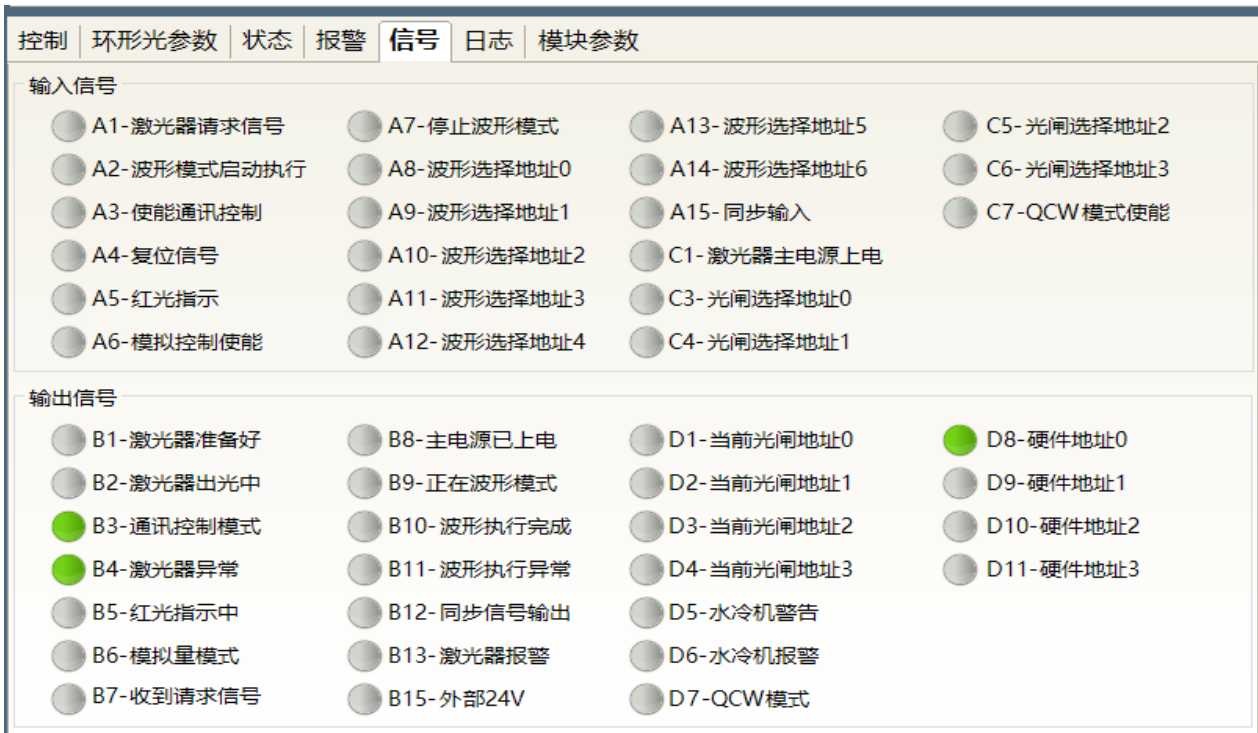 控制 环形光参数 状态 报警 信号 日志 模块参数
输入信号
A1-激光器请求信号 A7-停止波形模式 A13-波形选择地址5 C5-光闸选择地址2
A2-波形模式启动执行 A8-波形选择地址0 A14-波形选择地址6 C6-光闸选择地址3
A3-使能通讯控制 A9-波形选择地址1 A15-同步输入 C7-QCW模式使能
A4-复位信号 A10-波形选择地址2 C1-激光器主电源上电
A5-红光指示 A11-波形选择地址3 C3-光闸选择地址0
A6-模拟控制使能 A12-波形选择地址4 C4-光闸选择地址1
输出信号
B1-激光器准备好 B8-主电源已上电 D1-当前光闸地址0 D8-硬件地址0
B2-激光器出光中 B9-正在波形模式 D2-当前光闸地址1 D9-硬件地址1
B3-通讯控制模式 B10-波形执行完成 D3-当前光闸地址2 D10-硬件地址2
B4-激光器异常 B11-波形执行异常 D4-当前光闸地址3 D11-硬件地址3
B5-红光指示中 B12-同步信号输出 D5-水冷机警告
B6-模拟量模式 B13-激光器报警 D6-水冷机报警
B7-收到请求信号 B15-外部24V D7-QCW模式